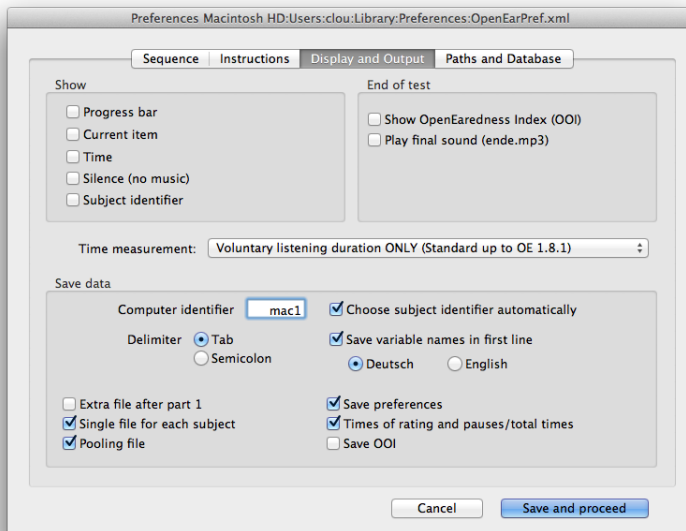 Preferences Macintosh HD:Users:clou:Library:Preferences:OpenEarPref.xml
Sequence Instructions Display and Output Paths and Database
Show
Progress bar
Current item
Time
Silence (no music)
Subject identifier
End of test
Show OpenEaredness Index (OOI)
Play final sound (ende.mp3)
Time measurement: Voluntary listening duration ONLY (Standard up to OE 1.8.1)
Save data
Computer identifier mac1 Choose subject identifier automatically
Delimiter Tab Save variable names in first line
Semicolon Deutsch English
Extra file after part 1 Save preferences
Single file for each subject Times of rating and pauses/total times
Pooling file Save OOI
Cancel Save and proceed